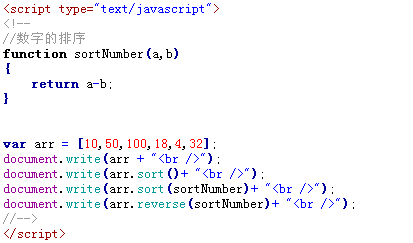 <script type="text/javascript">
<!--
//数字的排序
function sortNumber(a,b)
{
    return a-b;
}
var arr = [10,50,100,18,4,32];
document.write(arr + "<br />");
document.write(arr.sort()+ "<br />");
document.write(arr.sort(sortNumber)+ "<br />");
document.write(arr.reverse(sortNumber)+ "<br />");
//-->
</script>